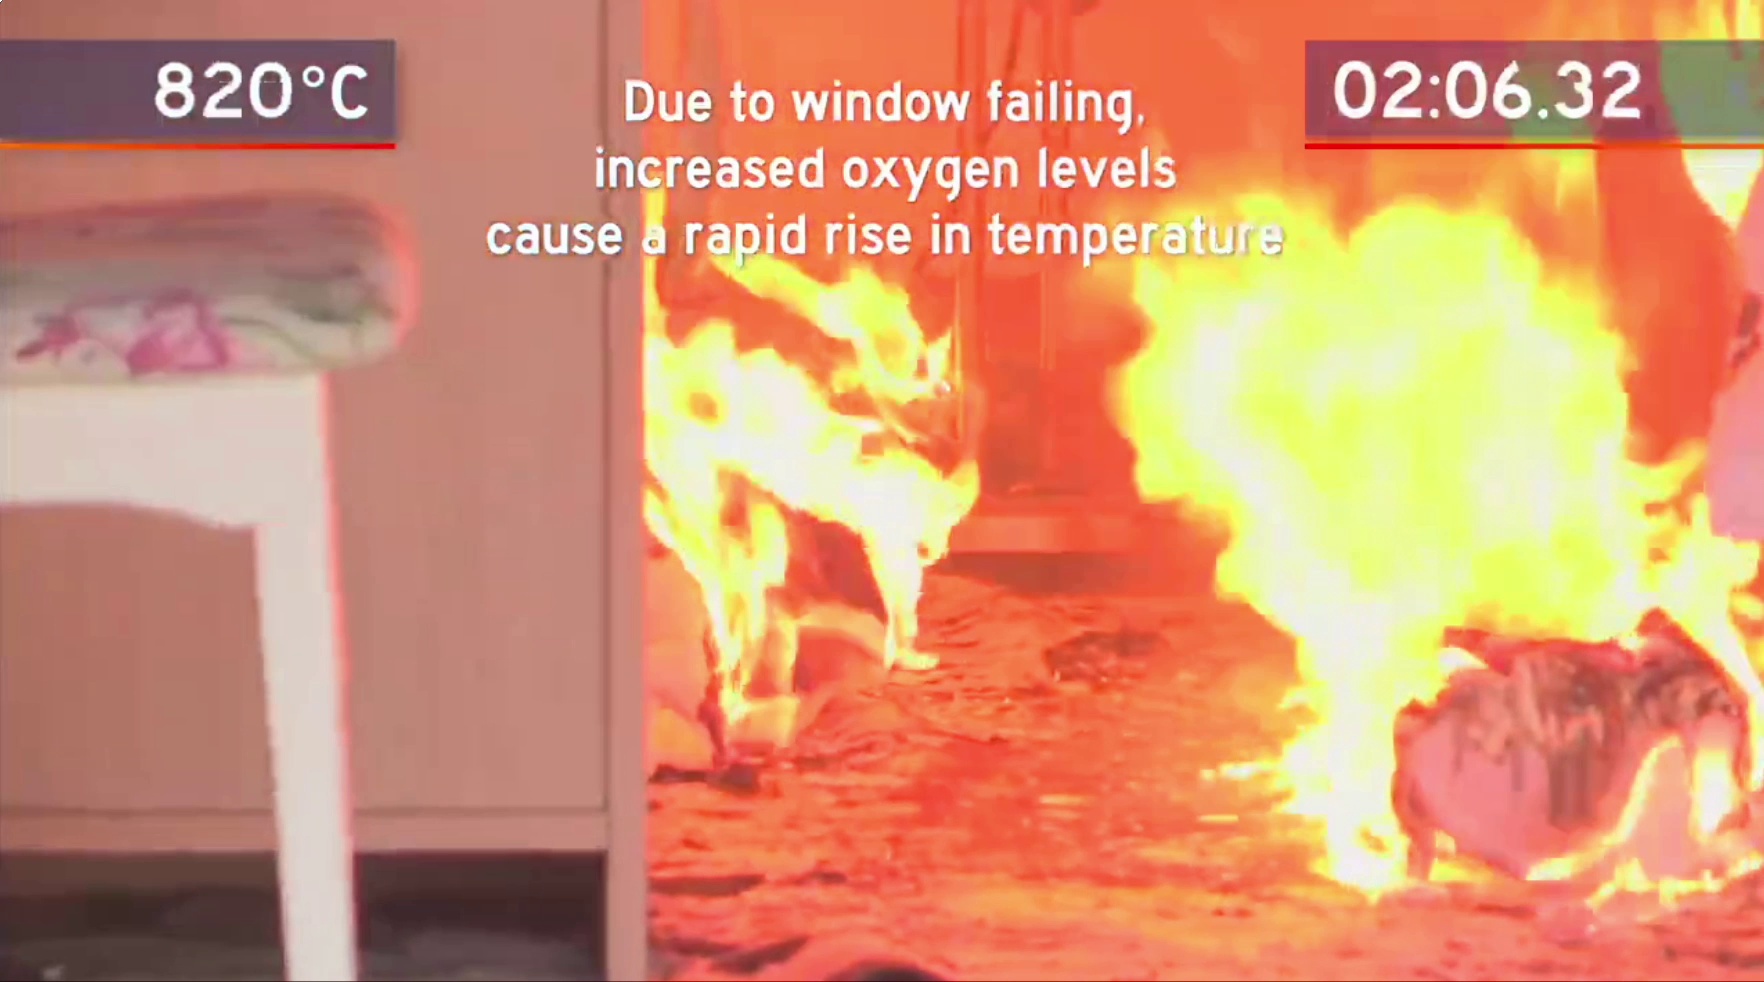 820°C
02:06.32
Due to window failing,
increased oxygen levels
cause a rapid rise in temperature